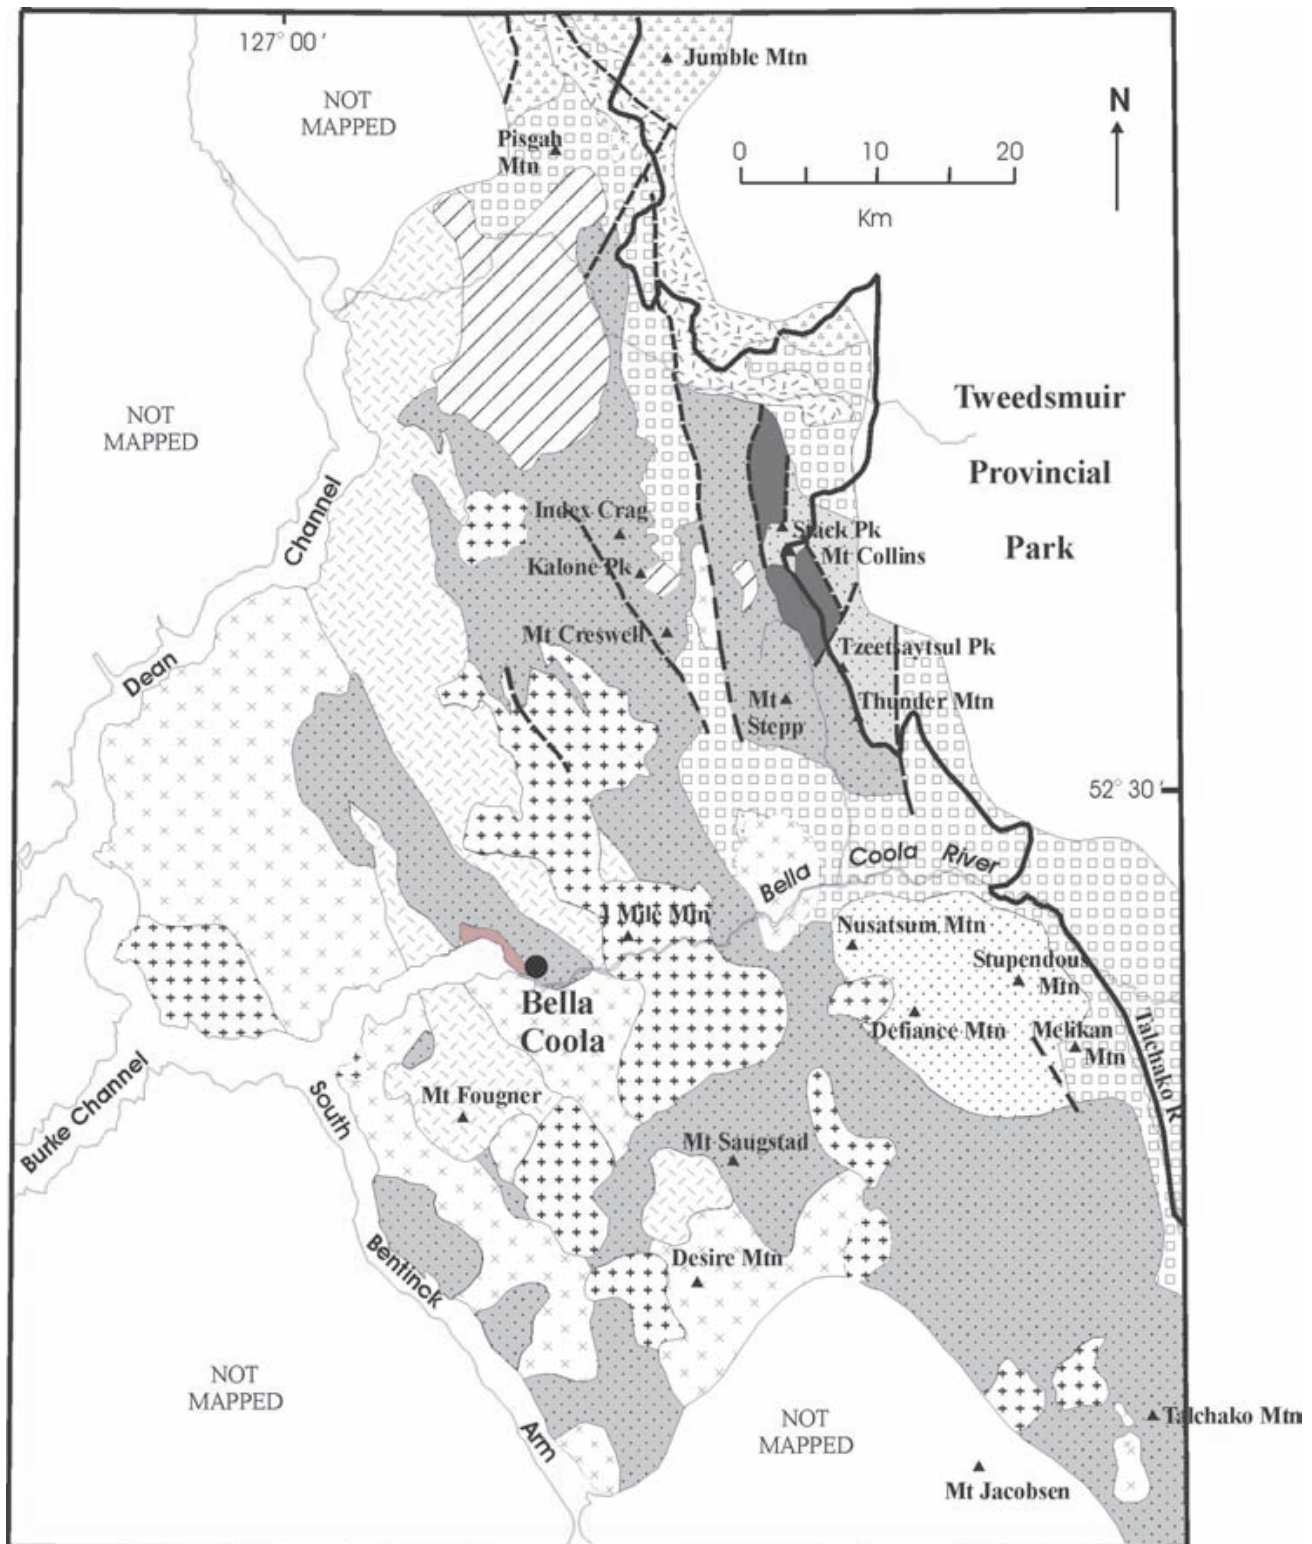 127° 00 '
Jumble Mtn
NOT
MAPPED
N
Pisgah
Mtn
0 10 20
Km
Tweedsmuir
Provincial
Park
NOT
MAPPED
Channel
Index Crag
Stack Pk
Mt Collins
Kalone Pk
Mt Creswell
Tzeetsaytsul Pk
Dean
Mt
Stepp
Thunder Mtn
52° 30 '
Bella Coola River
4 Mile Mtn
Nusatsum Mtn
Stupendous
Mtn
Bella
Coola
Defiance Mtn
Melikan
Mtn
Talchako R.
Burke Channel
South
Mt Fougner
Mt Saugstad
Bentinck
Desire Mtn
NOT
MAPPED
Arm
NOT
MAPPED
Talchako Mtn
Mt Jacobsen